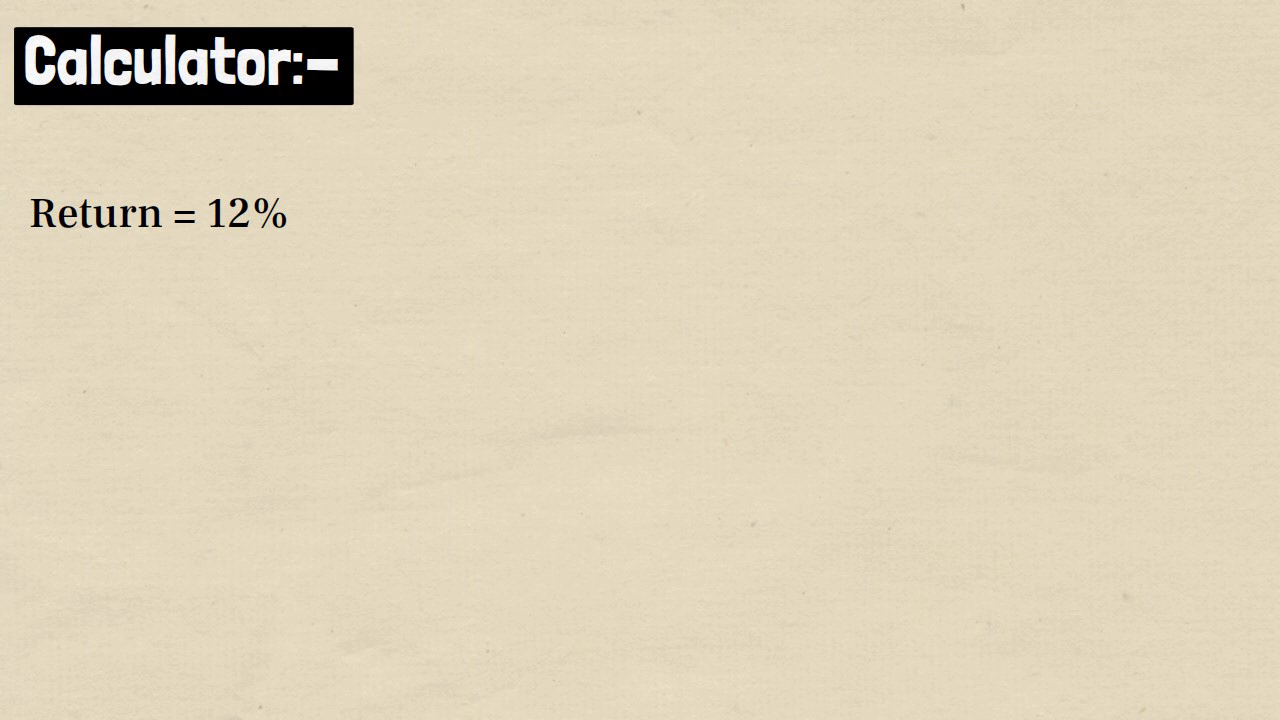 Calculator:-
Return = 12%